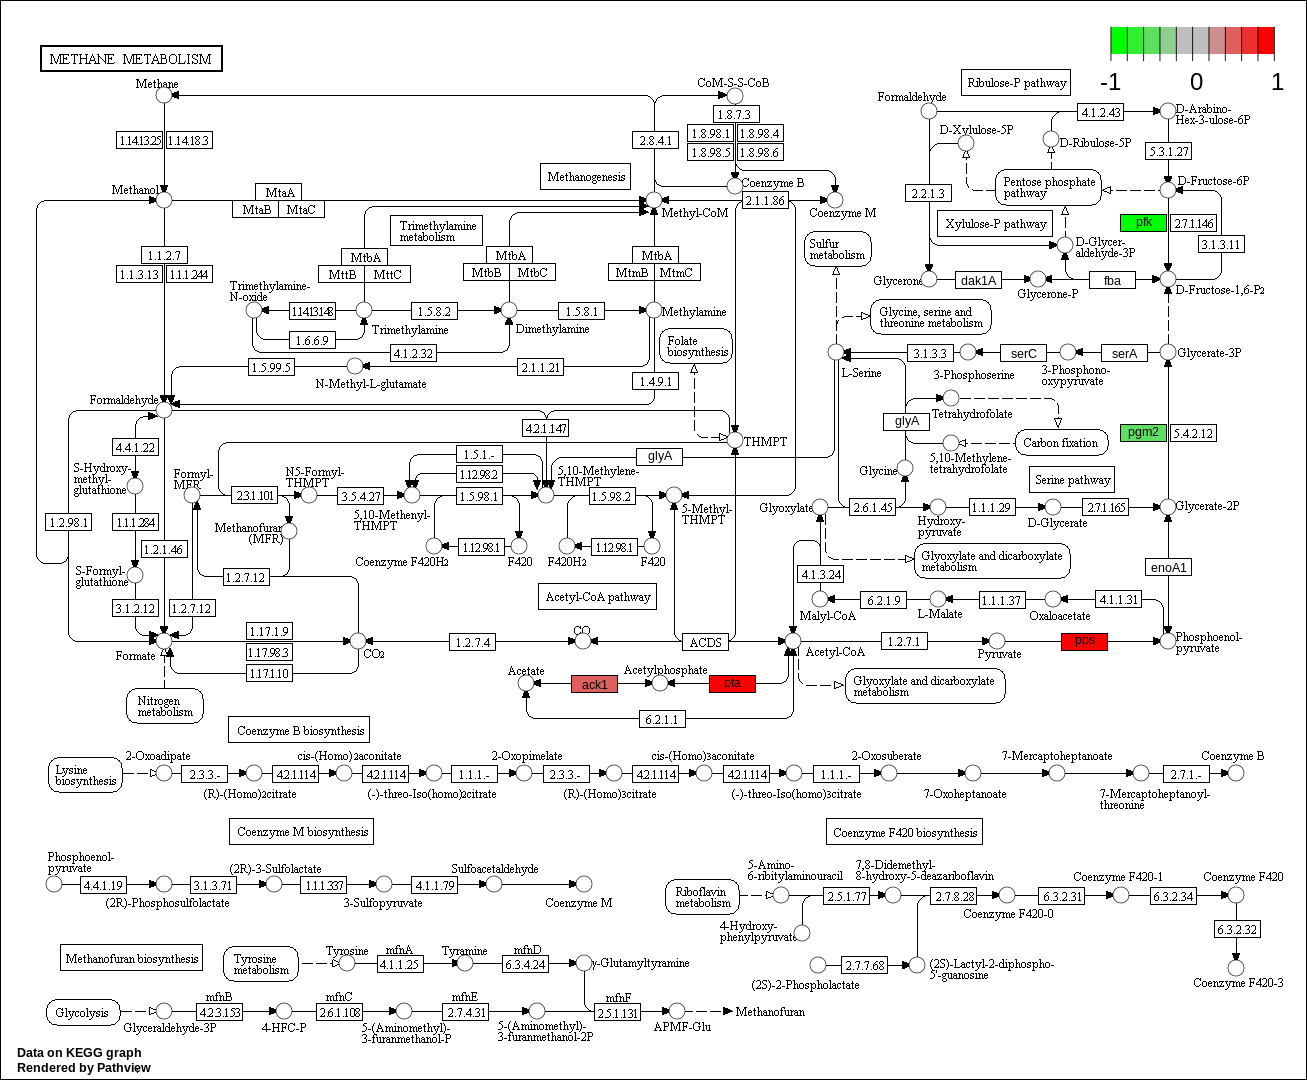 METHANE METABOLISM
-1 0 1
Methane
CoM-S-S-CoB
Ribulose-P pathway
Formaldehyde
1.8.7.3
4.1.2.43
D-Arabino-
Hex-3-ulose-6P
1.14.13.25 1.14.18.3
2.8.4.1
1.8.98.1 1.8.98.4
1.8.98.5 1.8.98.6
D-Xylulose-5P
D-Ribulose-5P
5.3.1.27
Methanogenesis
Coenzyme B
Pentose phosphate
pathway
D-Fructose-6P
Methanol
MtaA
MtaB MtaC
Methyl-CoM
2.1.1.86
Coenzyme M
2.2.1.3
Trimethylamine
metabolism
Xylulose-P pathway
pfk
2.7.1.146
3.1.3.11
Sulfur
metabolism
D-Glycer-
aldehyde-3P
1.1.2.7
1.1.3.13 1.1.1.244
MtbA
MttB MttC
MtbA
MtbB MtbC
MtbA
MtmB MtmC
Glycerone
dak1A
Glycerone-P
fba
D-Fructose-1,6-P2
Trimethylamine-
N-oxide
1.14.13.148
Trimethylamine
1.5.8.2
Dimethylamine
1.5.8.1
Methylamine
Glycine, serine and
threonine metabolism
1.6.6.9
4.1.2.32
Folate
biosynthesis
L-Serine
3.1.3.3
3-Phosphoserine
serC
3-Phosphono-
oxypyruvate
serA
Glycerate-3P
1.5.99.5
N-Methyl-L-glutamate
2.1.1.21
1.4.9.1
Formaldehyde
Tetrahydrofolate
glyA
4.2.1.147
THMPT
Carbon fixation
pgm2
5.4.2.12
4.4.1.22
glyA
5,10-Methylene-
tetrahydrofolate
S-Hydroxy-
methyl-
glutathione
Formyl-
MFR
N5-Formyl-
THMPT
1.5.1.-
1.12.98.2
5,10-Methylene-
THMPT
Glycine
Serine pathway
2.3.1.101
3.5.4.27
5,10-Methenyl-
THMPT
1.5.98.1
1.5.98.2
5-Methyl-
THMPT
Glyoxylate
2.6.1.45
Hydroxy-
pyruvate
1.1.1.29
D-Glycerate
2.7.1.165
Glycerate-2P
1.2.98.1
1.1.1.284
Methanofuran
(MFR)
1.2.1.46
Coenzyme F420H2
1.12.98.1
F420
F420H2
1.12.98.1
F420
Glyoxylate and dicarboxylate
metabolism
enoA1
S-Formyl-
glutathione
1.2.7.12
4.1.3.24
3.1.2.12
1.2.7.12
Acetyl-CoA pathway
Malyl-CoA
6.2.1.9
L-Malate
1.1.1.37
Oxaloacetate
4.1.1.31
Formate
1.17.1.9
1.17.98.3
1.17.1.10
CO2
1.2.7.4
CO
ACDS
Acetyl-CoA
1.2.7.1
Pyruvate
pps
Phosphoenol-
pyruvate
Acetate
ack1
Acetylphosphate
pta
Glyoxylate and dicarboxylate
metabolism
Nitrogen
metabolism
6.2.1.1
Coenzyme B biosynthesis
Lysine
biosynthesis
2-Oxoadipate
2.3.3.-
(R)-(Homo)2citrate
4.2.1.114
cis-(Homo)2aconitate
4.2.1.114
(-)-threo-Iso(homo)2citrate
1.1.1.-
2-Oxopimelate
2.3.3.-
(R)-(Homo)3citrate
4.2.1.114
cis-(Homo)3aconitate
4.2.1.114
(-)-threo-Iso(homo)3citrate
1.1.1.-
2-Oxosuberate
7-Oxoheptanoate
7-Mercaptoheptanoate
7-Mercaptoheptanoyl-
threonine
2.7.1.-
Coenzyme B
Coenzyme M biosynthesis
Coenzyme F420 biosynthesis
Phosphoenol-
pyruvate
4.4.1.19
(2R)-Phosphosulfolactate
3.1.3.71
(2R)-3-Sulfolactate
1.1.1.337
3-Sulfopyruvate
4.1.1.79
Sulfoacetaldehyde
Coenzyme M
Riboflavin
metabolism
5-Amino-
6-ribitylaminouracil
2.5.1.77
7,8-Didemethyl-
8-hydroxy-5-deazariboflavin
2.7.8.28
Coenzyme F420-0
6.3.2.31
Coenzyme F420-1
6.3.2.34
Coenzyme F420
4-Hydroxy-
phenylpyruvate
6.3.2.32
2.7.7.68
(2S)-2-Phospholactate
(2S)-Lactyl-2-diphospho-
5'-guanosine
Coenzyme F420-3
Methanofuran biosynthesis
Tyrosine
metabolism
Tyrosine
mfnA
4.1.1.25
Tyramine
mfnD
6.3.4.24
γ-Glutamyltyramine
Glycolysis
Glyceraldehyde-3P
mfnB
4.2.3.153
4-HFC-P
mfnC
2.6.1.108
5-(Aminomethyl)-
3-furanmethanol-P
mfnE
2.7.4.31
5-(Aminomethyl)-
3-furanmethanol-2P
mfnF
2.5.1.131
APMF-Glu
Methanofuran
Data on KEGG graph
Rendered by Pathview